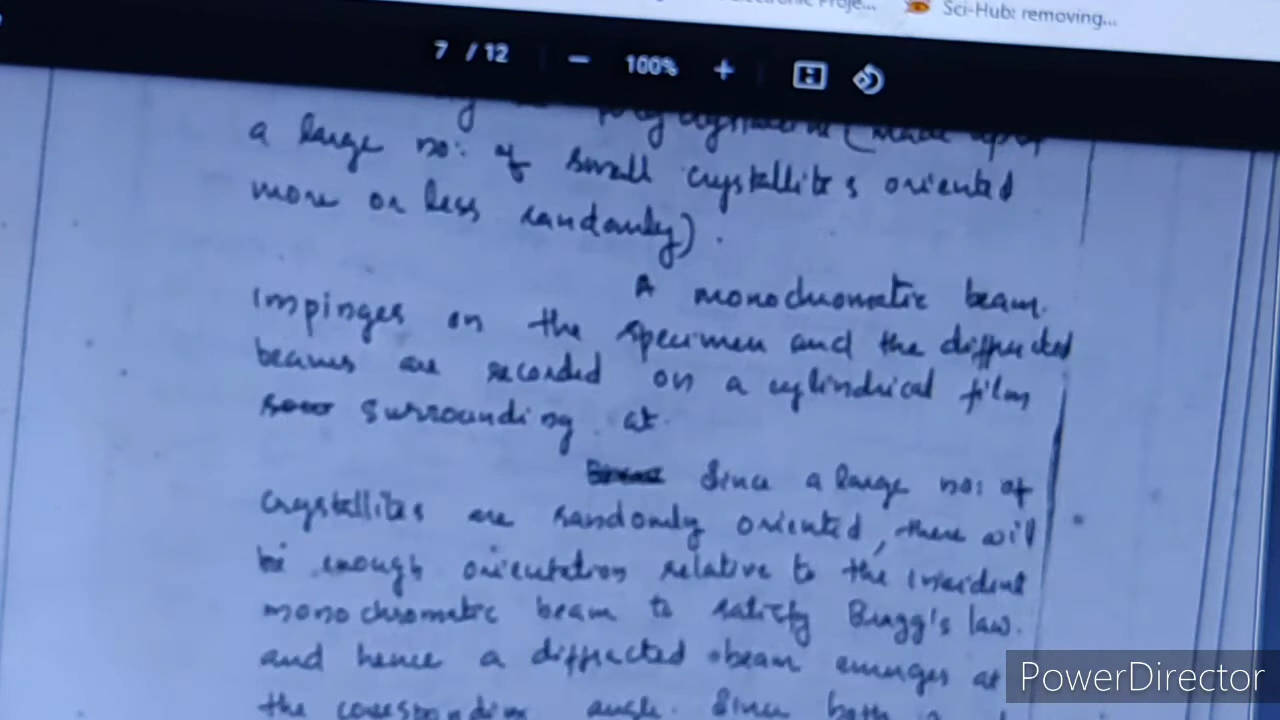 Sci-Hub: removing...
7 / 12 − 100% +
a large no: of small crystallites oriented
more or less randomly).
A monochromatic beam.
Impinges on the specimen and the diffracted
beams are recorded on a cylindrical film
surrounding it.
Since a large no: of
crystallites are randomly oriented, there will
be enough orientation relative to the incident
monochromatic beam to satisfy Bragg's law.
and hence a diffracted beam emerges at
the corresponding angle. Since both
PowerDirector